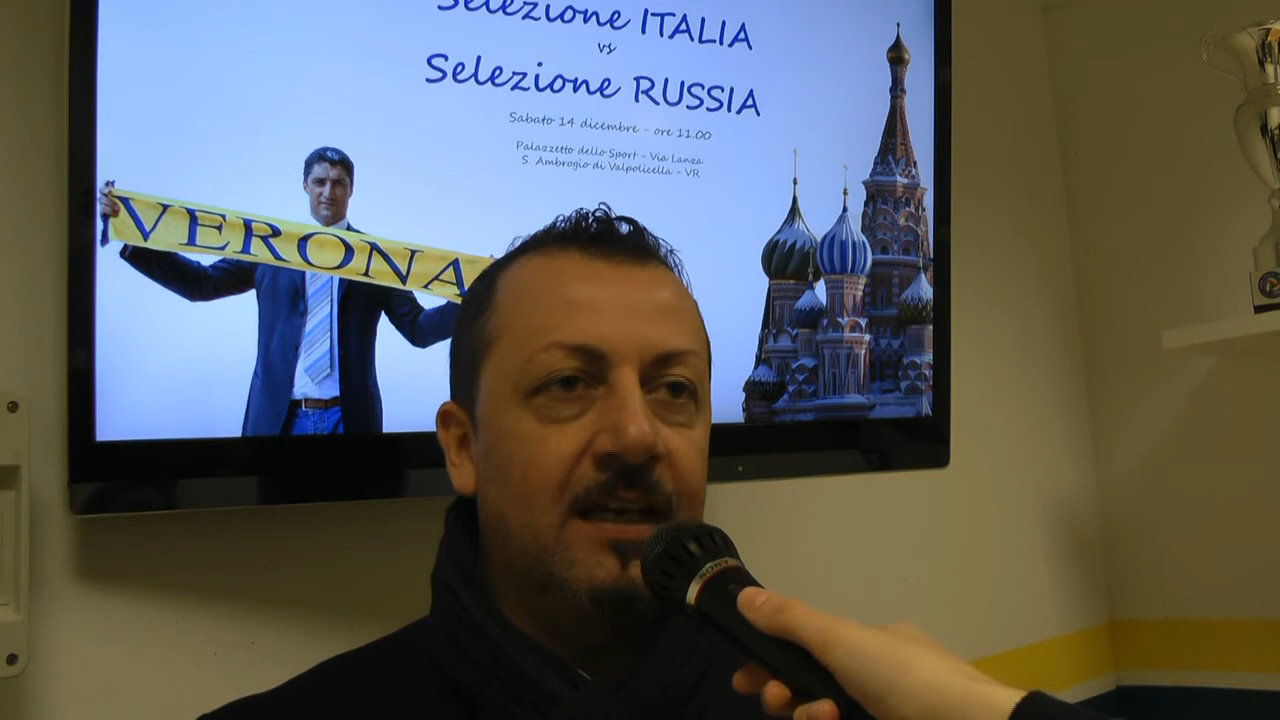 Selezione ITALIA
vs
Selezione RUSSIA
Sabato 14 dicembre - ore 11.00
Palazzetto dello Sport - Via Lanza
S. Ambrogio di Valpolicella - VR
VERONA
SONY